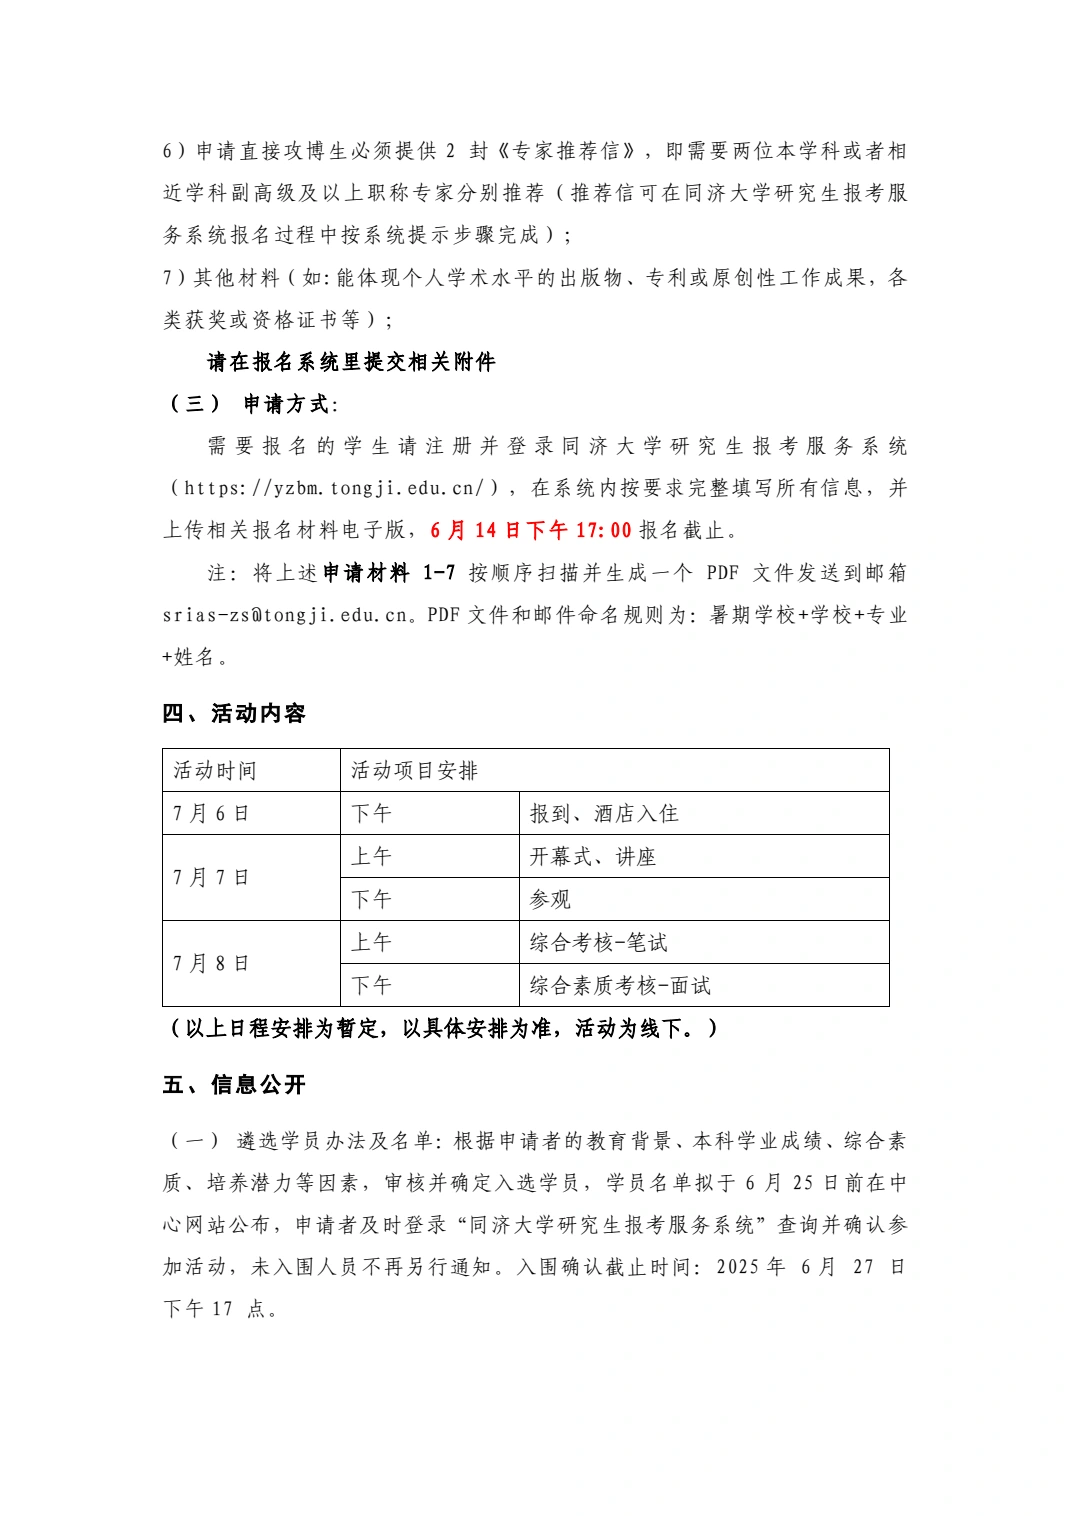 6）申请直接攻博生必须提供 2 封《专家推荐信》，即需要两位本学科或者相
近学科副高级及以上职称专家分别推荐（推荐信可在同济大学研究生报考服
务系统报名过程中按系统提示步骤完成）；
7）其他材料（如：能体现个人学术水平的出版物、专利或原创性工作成果，各
类获奖或资格证书等）；
请在报名系统里提交相关附件
（三） 申请方式：
需要报名的学生请注册并登录同济大学研究生报考服务系统
（https://yzbm.tongji.edu.cn/），在系统内按要求完整填写所有信息，并
上传相关报名材料电子版，6 月 14 日下午 17:00 报名截止。
注：将上述申请材料 1-7 按顺序扫描并生成一个 PDF 文件发送到邮箱
srias-zs@tongji.edu.cn。PDF 文件和邮件命名规则为：暑期学校+学校+专业
+姓名。
四、活动内容
活动时间 活动项目安排
7 月 6 日 下午 报到、酒店入住
7 月 7 日 上午 开幕式、讲座
下午 参观
7 月 8 日 上午 综合考核-笔试
下午 综合素质考核-面试
（以上日程安排为暂定，以具体安排为准，活动为线下。）
五、信息公开
（一） 遴选学员办法及名单：根据申请者的教育背景、本科学业成绩、综合素
质、培养潜力等因素，审核并确定入选学员，学员名单拟于 6 月 25 日前在中
心网站公布，申请者及时登录“同济大学研究生报考服务系统”查询并确认参
加活动，未入围人员不再另行通知。入围确认截止时间：2025 年 6 月 27 日
下午 17 点。